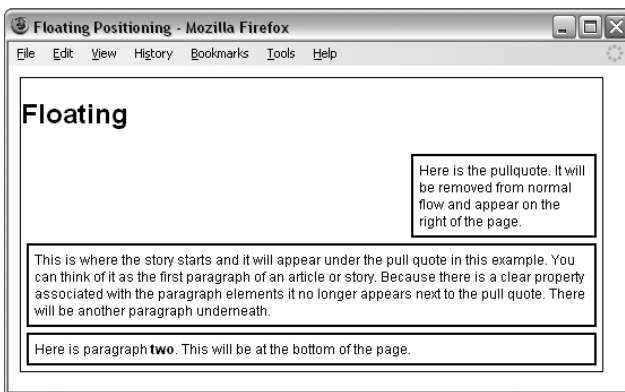 Floating Positioning - Mozilla Firefox
File Edit View History Bookmarks Tools Help
Floating
Here is the pullquote. It will
be removed from normal
flow and appear on the
right of the page.
This is where the story starts and it will appear under the pull quote in this example. You
can think of it as the first paragraph of an article or story. Because there is a clear property
associated with the paragraph elements it no longer appears next to the pull quote. There
will be another paragraph underneath.
Here is paragraph two. This will be at the bottom of the page.